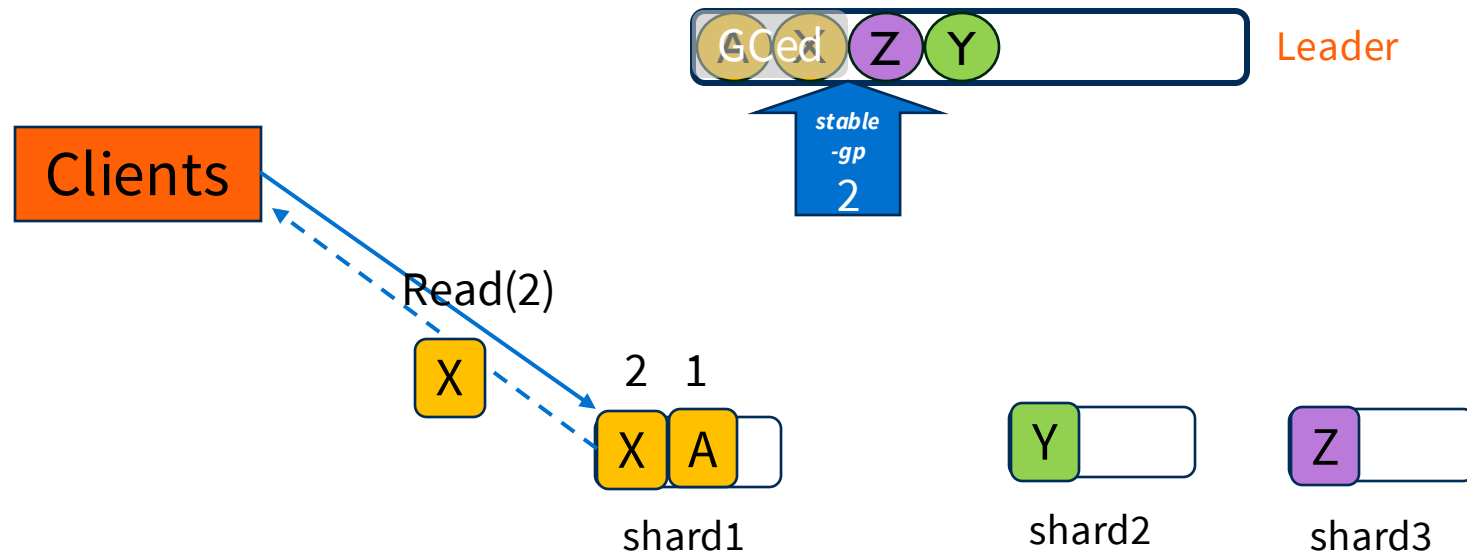 A X Z Y
GCed
Leader
stable
-gp
2
Clients
Read(2)
X
2 1
X A
Y
Z
shard1
shard2
shard3